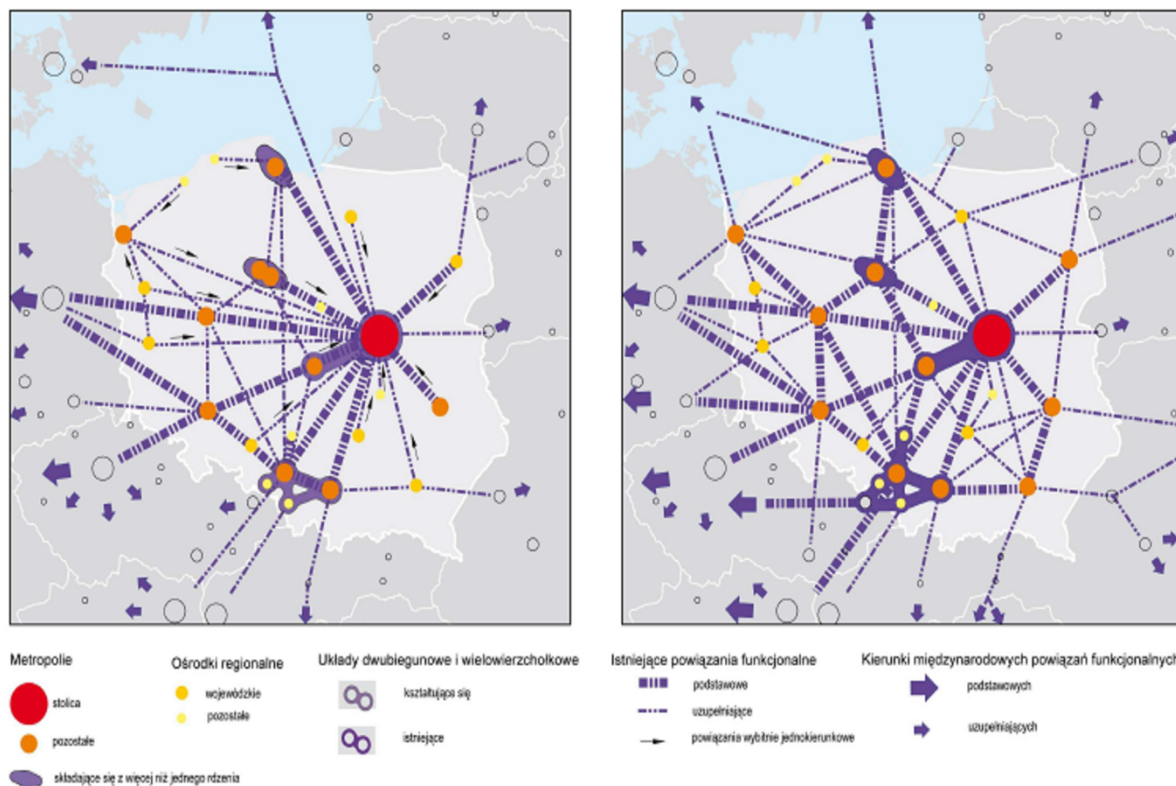 Metropolie
stolica
pozostałe
składające się z więcej niż jednego rdzenia
Ośrodki regionalne
wojewódzkie
pozostałe
Układy dwubiegunowe i wielowierzchołkowe
kształtujące się
istniejące
Istniejące powiązania funkcjonalne
podstawowe
uzupełniające
powiązania wybitnie jednokierunkowe
Kierunki międzynarodowych powiązań funkcjonalnych
podstawowych
uzupełniających